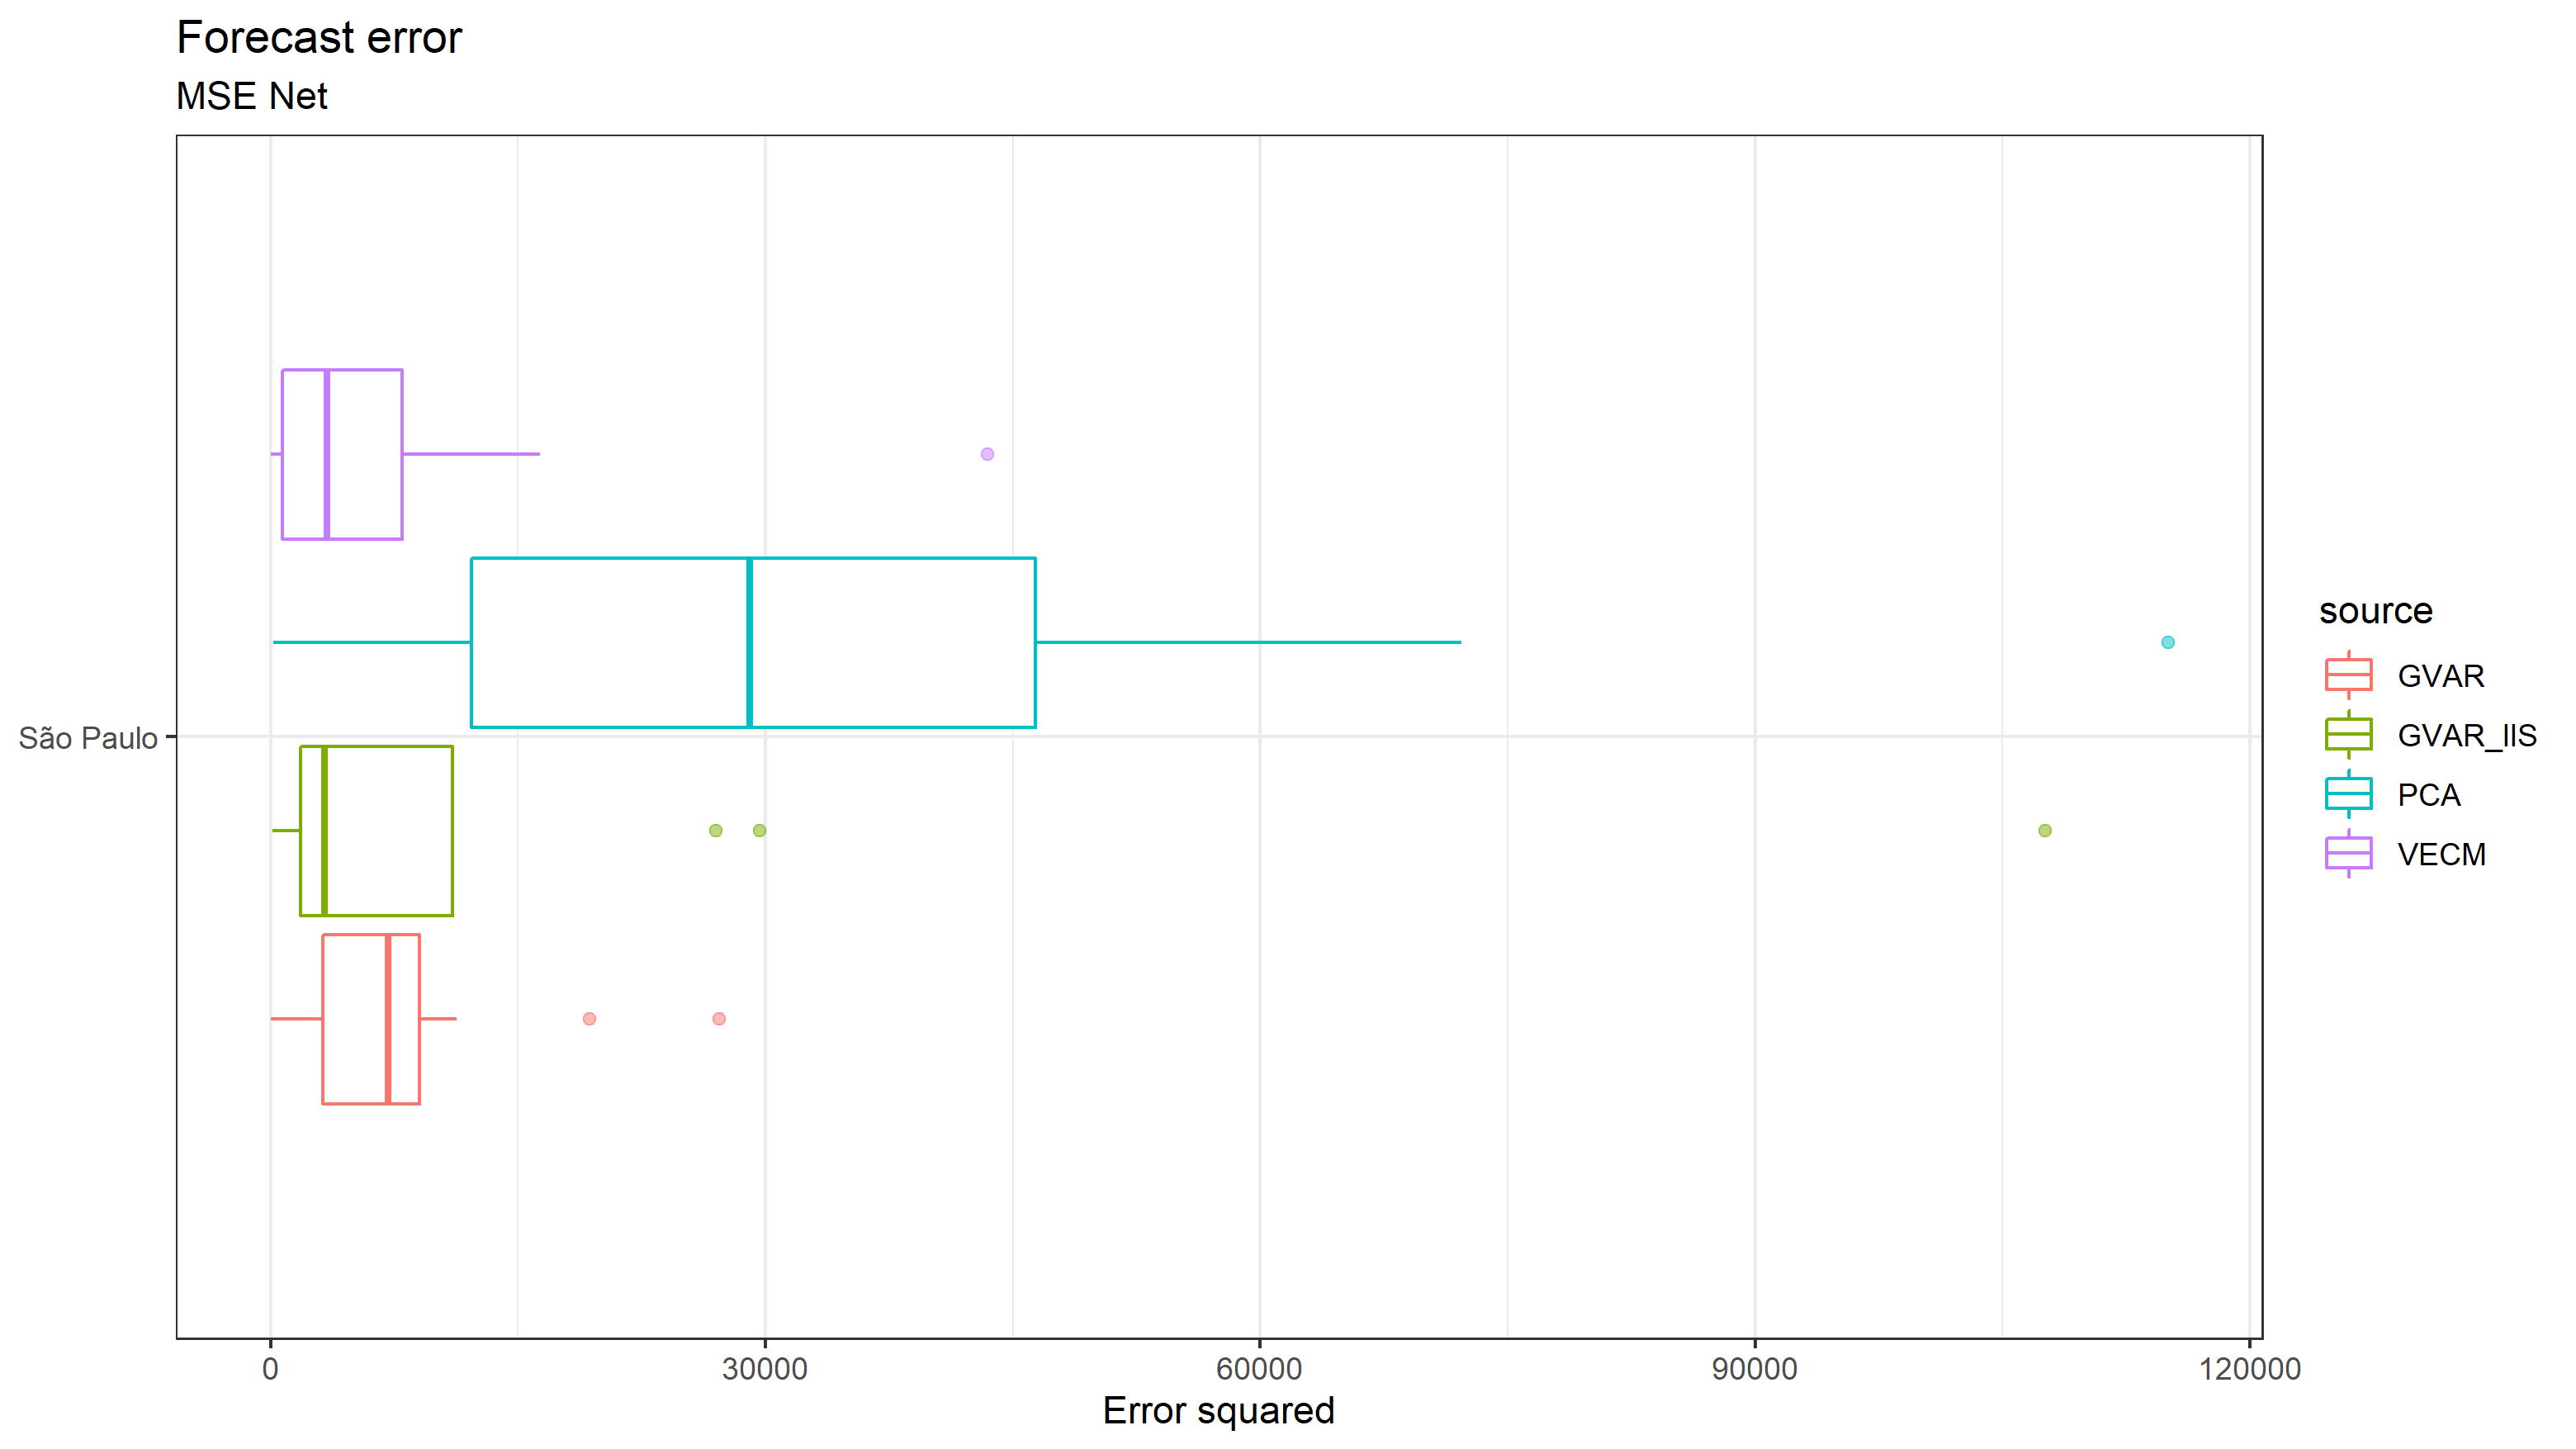 Forecast error
MSE Net
São Paulo
0
30000
60000
90000
120000
Error squared
source
GVAR
GVAR_IIS
PCA
VECM